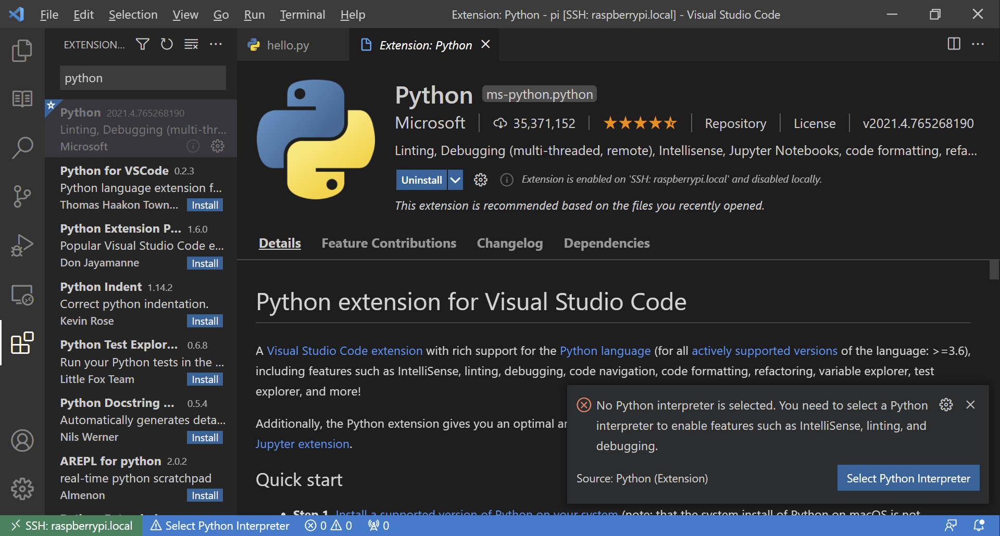 File Edit Selection View Go Run Terminal Help Extension: Python - pi [SSH: raspberrypi.local] - Visual Studio Code
EXTENSION...
python
Python 2021.4.765268190
Linting, Debugging (multi-thr...
Microsoft
Python for VSCode 0.2.3
Python language extension f...
Thomas Haakon Town... Install
Python Extension P... 1.6.0
Popular Visual Studio Code e...
Don Jayamanne Install
Python Indent 1.14.2
Correct python indentation.
Kevin Rose Install
Python Test Explor... 0.6.8
Run your Python tests in the ...
Little Fox Team Install
Python Docstring ... 0.5.4
Automatically generates deta...
Nils Werner Install
AREPL for python 2.0.2
real-time python scratchpad
Almenon Install
hello.py Extension: Python
Python ms-python.python
Microsoft 35,371,152 Repository License v2021.4.765268190
Linting, Debugging (multi-threaded, remote), Intellisense, Jupyter Notebooks, code formatting, refa...
Uninstall Extension is enabled on 'SSH: raspberrypi.local' and disabled locally.
This extension is recommended based on the files you recently opened.
Details Feature Contributions Changelog Dependencies
Python extension for Visual Studio Code
A Visual Studio Code extension with rich support for the Python language (for all actively supported versions of the language: >=3.6),
including features such as IntelliSense, linting, debugging, code navigation, code formatting, refactoring, variable explorer, test
explorer, and more!
Additionally, the Python extension gives you an optimal
Jupyter extension.
Quick start
Step 1. Install a supported version of Python on your system (note: that the system install of Python on macOS is not
No Python interpreter is selected. You need to select a Python
interpreter to enable features such as IntelliSense, linting, and
debugging.
Source: Python (Extension) Select Python Interpreter
SSH: raspberrypi.local Select Python Interpreter 0 0 0